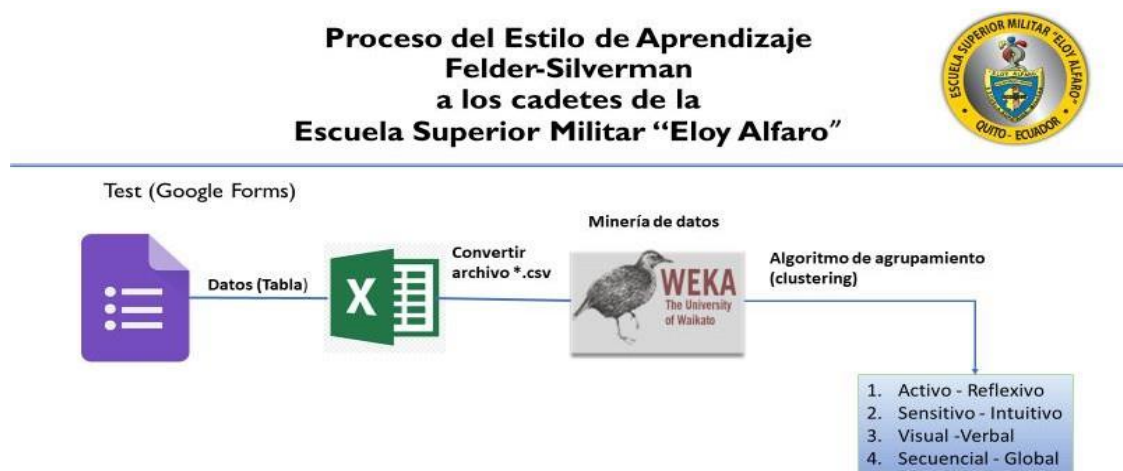 Proceso del Estilo de Aprendizaje
Felder-Silverman
a los cadetes de la
Escuela Superior Militar “Eloy Alfaro”
ESCUELA SUPERIOR MILITAR "ELOY ALFARO"
QUITO - ECUADOR
Test (Google Forms)
Datos (Tabla)
X
Convertir
archivo *.csv
Minería de datos
WEKA
The University
of Waikato
Algoritmo de agrupamiento
(clustering)
1. Activo - Reflexivo
2. Sensitivo - Intuitivo
3. Visual -Verbal
4. Secuencial - Global